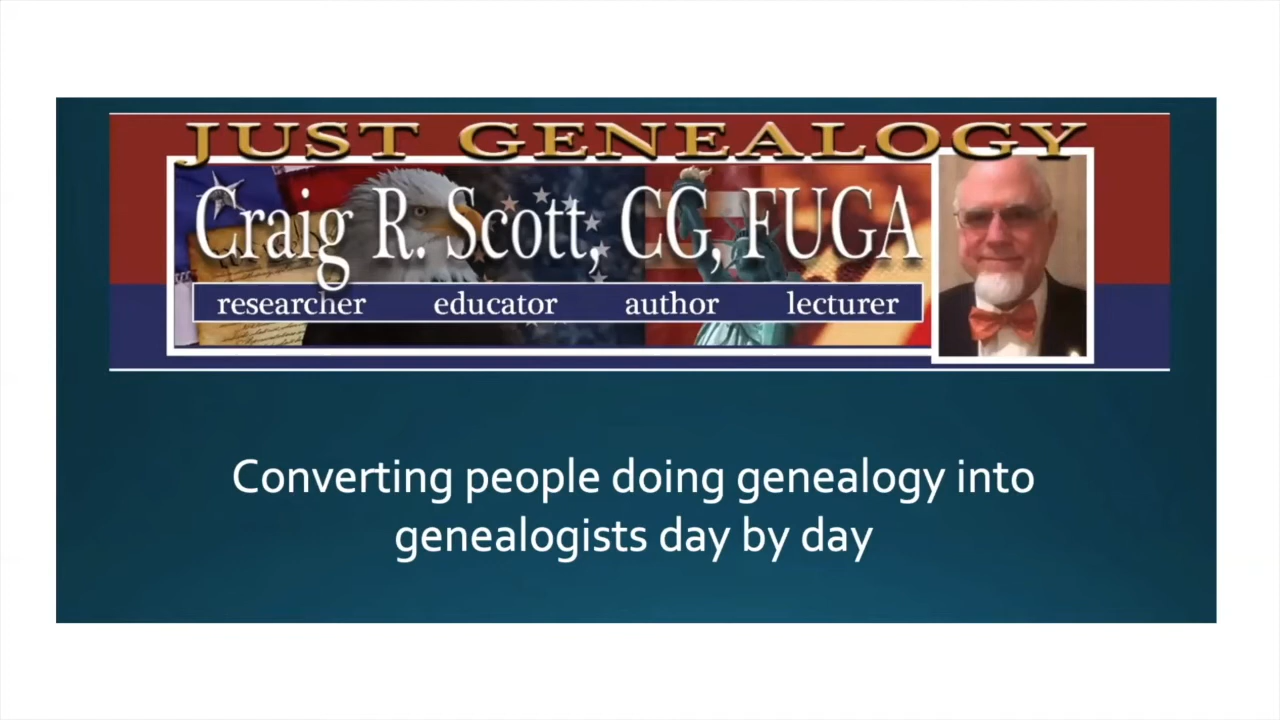 JUST GENEALOGY
Craig R. Scott, CG, FUGA
researcher educator author lecturer
Converting people doing genealogy into
genealogists day by day